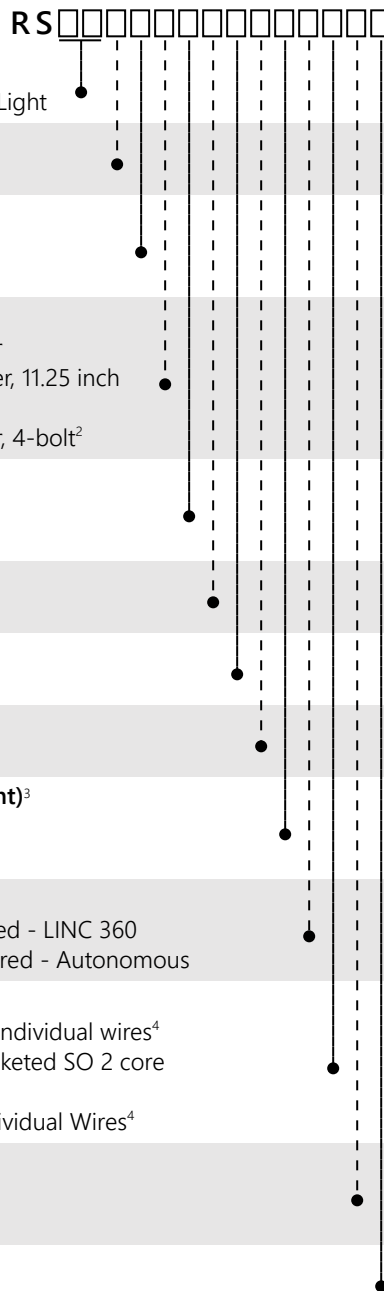 RS
Light
er, 11.25 inch
, 4-bolt²
nt)³
ed - LINC 360
red - Autonomous
ndividual wires⁴
keted SO 2 core
ividual Wires⁴